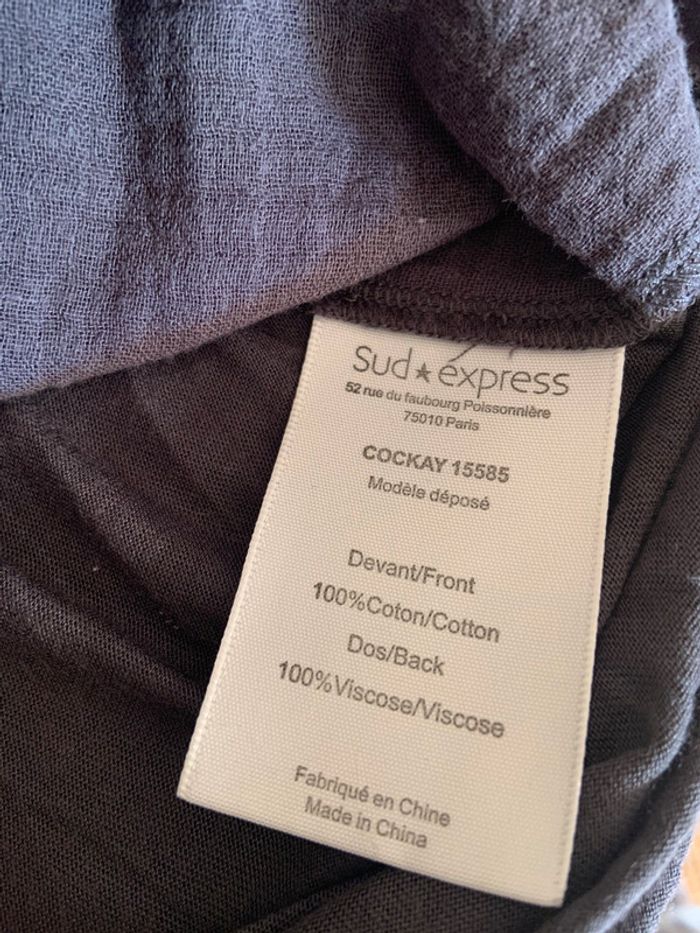 Sud★express
52 rue du faubourg Poissonnière
75010 Paris
COCKAY 15585
Modèle déposé
Devant/Front
100%Coton/Cotton
Dos/Back
100%Viscose/Viscose
Fabriqué en Chine
Made in China